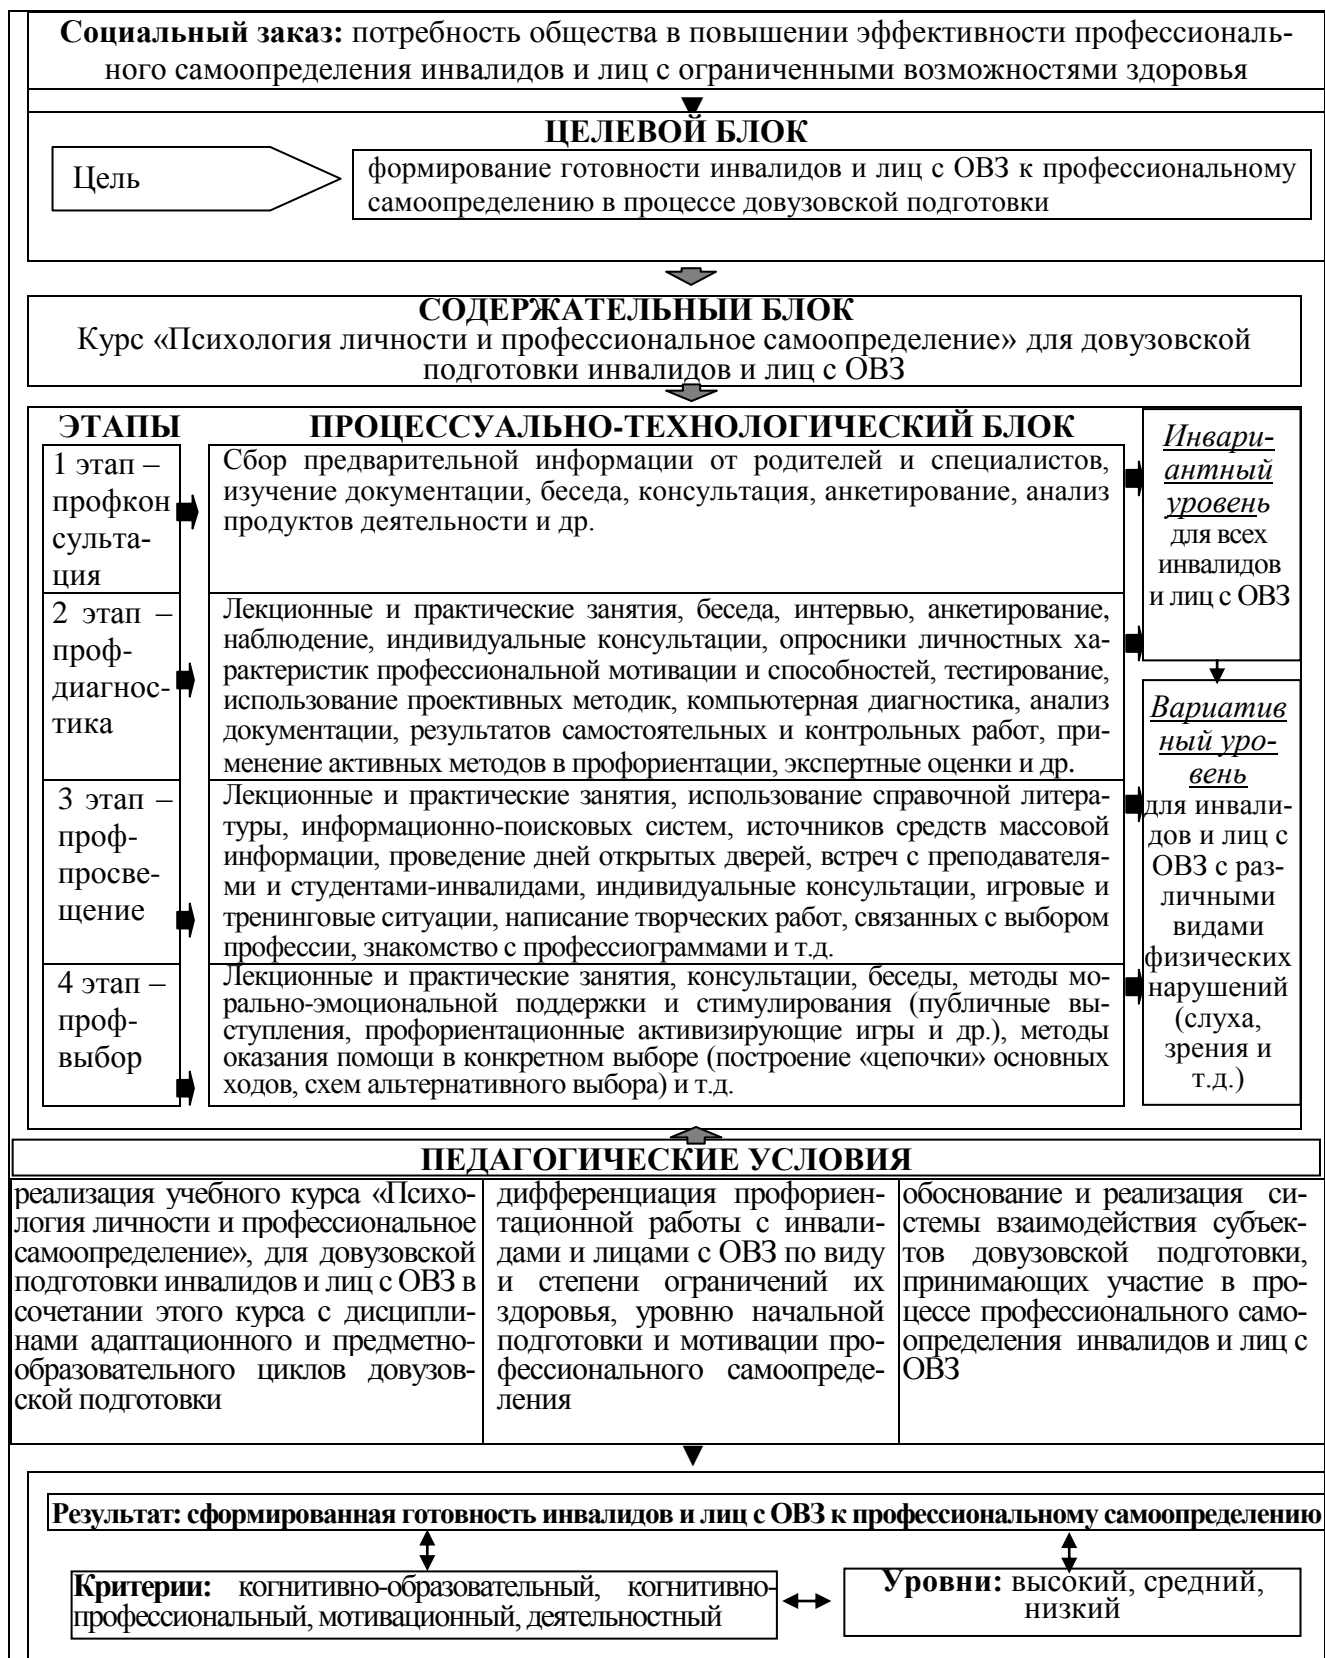 Социальный заказ: потребность общества в повышении эффективности профессиональ-
ного самоопределения инвалидов и лиц с ограниченными возможностями здоровья
ЦЕЛЕВОЙ БЛОК
Цель
формирование готовности инвалидов и лиц с ОВЗ к профессиональному
самоопределению в процессе довузовской подготовки
СОДЕРЖАТЕЛЬНЫЙ БЛОК
Курс «Психология личности и профессиональное самоопределение» для довузовской
подготовки инвалидов и лиц с ОВЗ
ЭТАПЫ
ПРОЦЕССУАЛЬНО-ТЕХНОЛОГИЧЕСКИЙ БЛОК
1 этап –
профкон
сульта-
ция
Сбор предварительной информации от родителей и специалистов,
изучение документации, беседа, консультация, анкетирование, анализ
продуктов деятельности и др.
2 этап –
проф-
диагнос-
тика
Лекционные и практические занятия, беседа, интервью, анкетирование,
наблюдение, индивидуальные консультации, опросники личностных ха-
рактеристик профессиональной мотивации и способностей, тестирование,
использование проективных методик, компьютерная диагностика, анализ
документации, результатов самостоятельных и контрольных работ, при-
менение активных методов в профориентации, экспертные оценки и др.
3 этап –
проф-
просве-
щение
Лекционные и практические занятия, использование справочной литера-
туры, информационно-поисковых систем, источников средств массовой
информации, проведение дней открытых дверей, встреч с преподавателя-
ми и студентами-инвалидами, индивидуальные консультации, игровые и
тренинговые ситуации, написание творческих работ, связанных с выбором
профессии, знакомство с профессиограммами и т.д.
4 этап –
проф-
выбор
Лекционные и практические занятия, консультации, беседы, методы мо-
рально-эмоциональной поддержки и стимулирования (публичные вы-
ступления, профориентационные активизирующие игры и др.), методы
оказания помощи в конкретном выборе (построение «цепочки» основных
ходов, схем альтернативного выбора) и т.д.
Инвари-
антный
уровень
для всех
инвалидов
и лиц с ОВЗ
Вариатив
ный уро-
вень
для инвали-
дов и лиц с
ОВЗ с раз-
личными
видами
физических
нарушений
(слуха,
зрения и
т.д.)
ПЕДАГОГИЧЕСКИЕ УСЛОВИЯ
реализация учебного курса «Психо-
логия личности и профессиональное
самоопределение», для довузовской
подготовки инвалидов и лиц с ОВЗ в
сочетании этого курса с дисципли-
нами адаптационного и предметно-
образовательного циклов довузов-
ской подготовки
дифференциация профориен-
тационной работы с инвали-
дами и лицами с ОВЗ по виду
и степени ограничений их
здоровья, уровню начальной
подготовки и мотивации про-
фессионального самоопреде-
ления
обоснование и реализация си-
стемы взаимодействия субъек-
тов довузовской подготовки,
принимающих участие в про-
цессе профессионального само-
определения инвалидов и лиц с
ОВЗ
Результат: сформированная готовность инвалидов и лиц с ОВЗ к профессиональному самоопределению
Критерии: когнитивно-образовательный, когнитивно-
профессиональный, мотивационный, деятельностный
Уровни: высокий, средний,
низкий